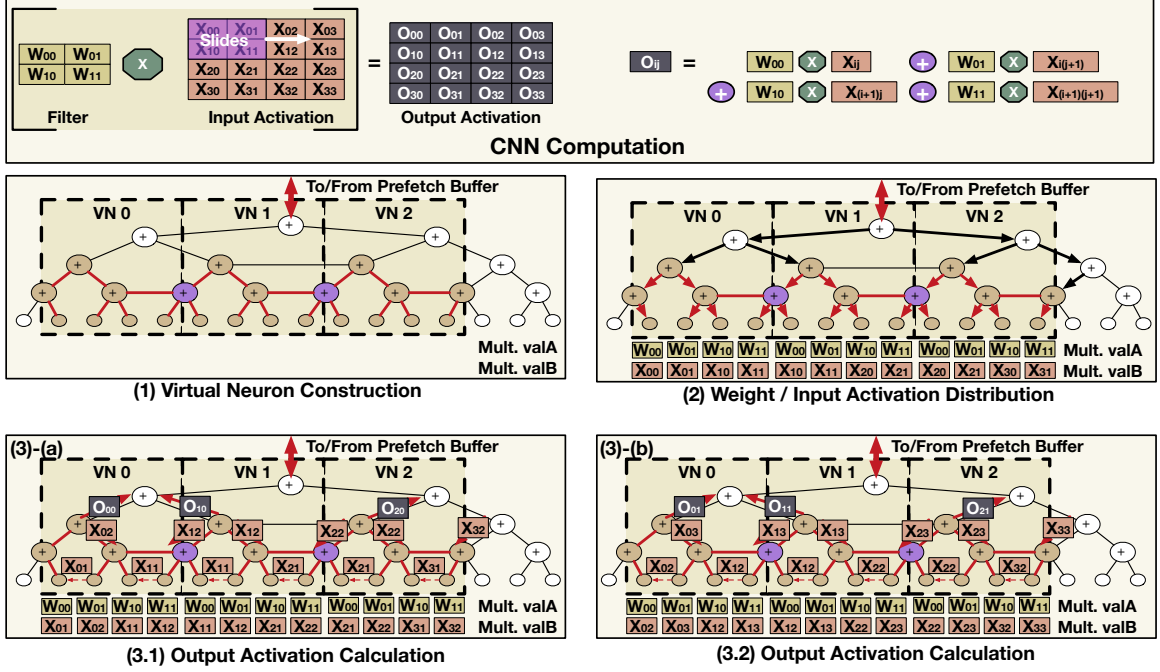 W00 W01
W10 W11
X
Filter
X00 X01 X02 X03
X10 X11 X12 X13
X20 X21 X22 X23
X30 X31 X32 X33
Slides
Input Activation
=
O00 O01 O02 O03
O10 O11 O12 O13
O20 O21 O22 O23
O30 O31 O32 O33
Output Activation
Oij = W00 X Xij + W01 X Xi(j+1)
+ W10 X X(i+1)j + W11 X X(i+1)(j+1)
CNN Computation
To/From Prefetch Buffer
VN 0 VN 1 VN 2
Mult. valA
Mult. valB
(1) Virtual Neuron Construction
To/From Prefetch Buffer
VN 0 VN 1 VN 2
W00 W01 W10 W11 W00 W01 W10 W11 W00 W01 W10 W11 Mult. valA
X00 X01 X10 X11 X10 X11 X20 X21 X20 X21 X30 X31 Mult. valB
(2) Weight / Input Activation Distribution
(3)-(a)
To/From Prefetch Buffer
VN 0 VN 1 VN 2
O00 O10 O20
X02 X12 X12 X22 X22 X32
X01 X11 X11 X21 X21 X31
W00 W01 W10 W11 W00 W01 W10 W11 W00 W01 W10 W11 Mult. valA
X01 X02 X11 X12 X11 X12 X21 X22 X21 X22 X31 X32 Mult. valB
(3.1) Output Activation Calculation
(3)-(b)
To/From Prefetch Buffer
VN 0 VN 1 VN 2
O01 O11 O21
X03 X13 X13 X23 X23 X33
X02 X12 X12 X22 X22 X32
W00 W01 W10 W11 W00 W01 W10 W11 W00 W01 W10 W11 Mult. valA
X02 X03 X12 X13 X12 X13 X22 X23 X22 X23 X32 X33 Mult. valB
(3.2) Output Activation Calculation